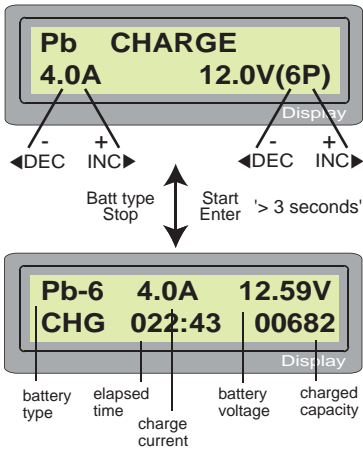 Pb CHARGE
4.0A 12.0V(6P)
Display
- + - +
◀DEC INC▶ ◀DEC INC▶
Batt type Start '> 3 seconds'
Stop Enter
Pb-6 4.0A 12.59V
CHG 022:43 00682
Display
battery type
elapsed time
charge current
battery voltage
charged capacity